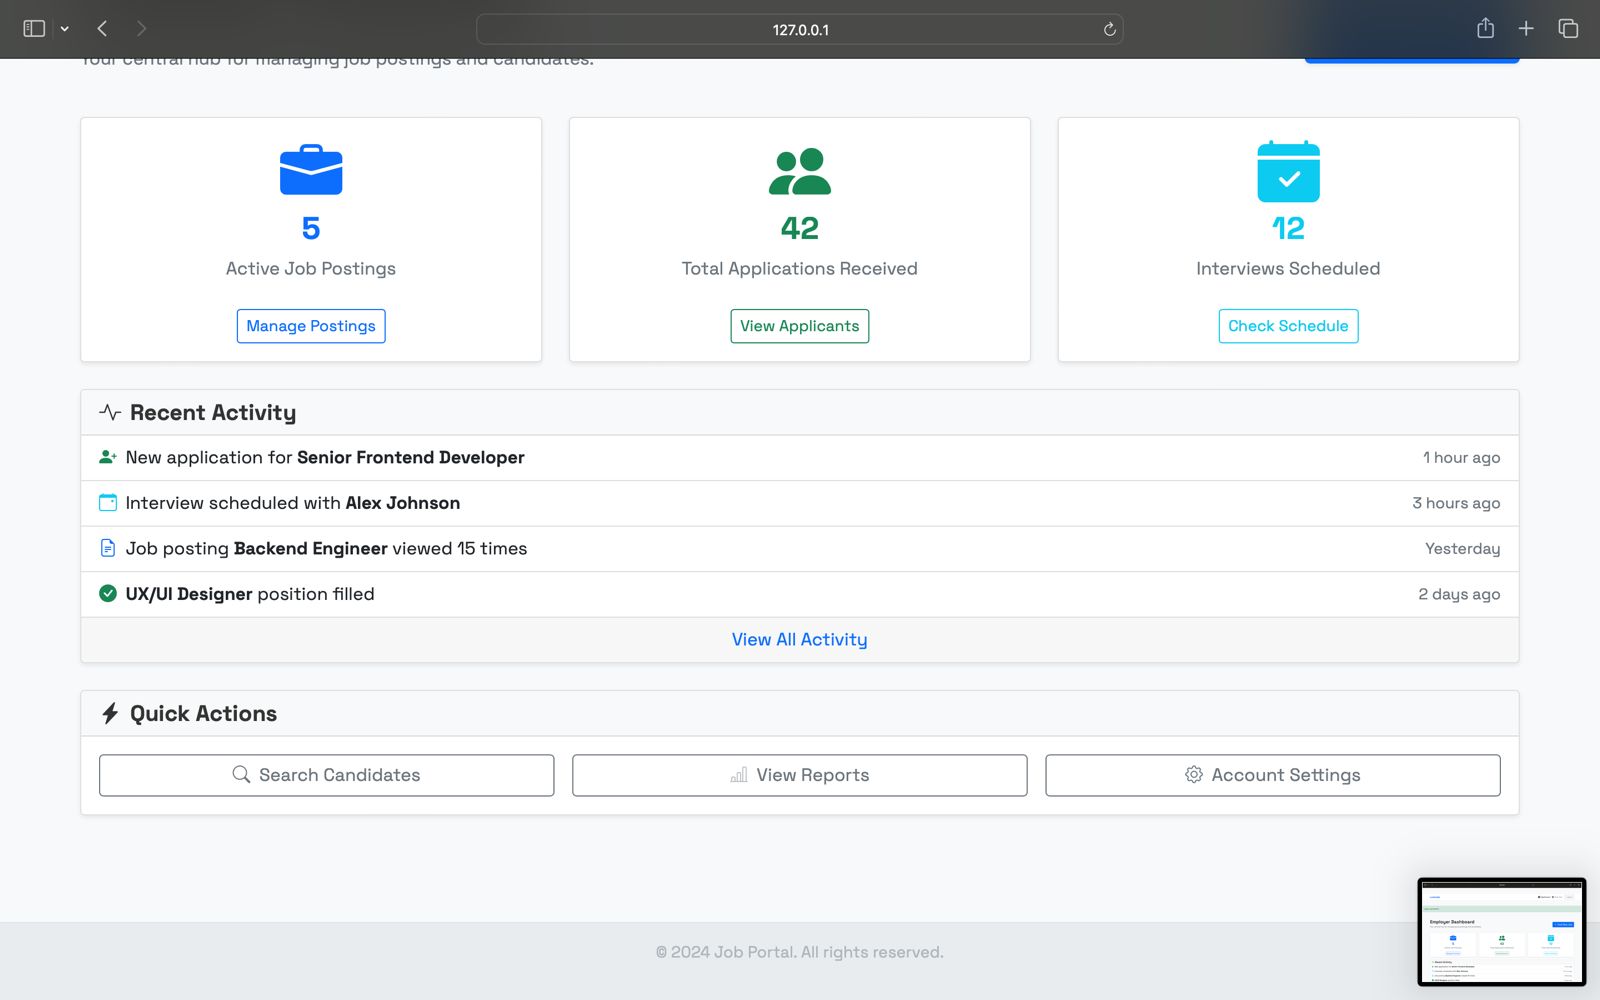 127.0.0.1
Your central hub for managing job postings and candidates.
5
Active Job Postings
Manage Postings
42
Total Applications Received
View Applicants
12
Interviews Scheduled
Check Schedule
Recent Activity
New application for Senior Frontend Developer 1 hour ago
Interview scheduled with Alex Johnson 3 hours ago
Job posting Backend Engineer viewed 15 times Yesterday
UX/UI Designer position filled 2 days ago
View All Activity
Quick Actions
Search Candidates
View Reports
Account Settings
© 2024 Job Portal. All rights reserved.
Employer Dashboard